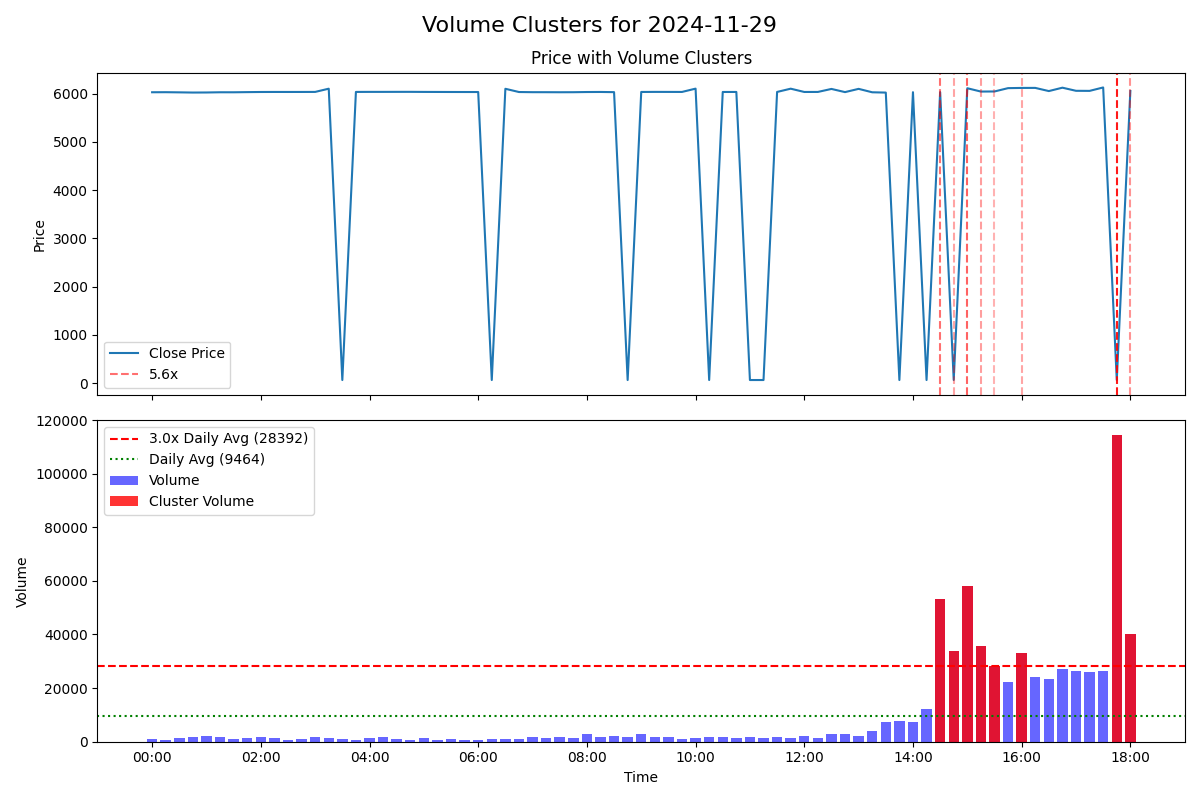 Volume Clusters for 2024-11-29
Price with Volume Clusters
Price
6000
5000
4000
3000
2000
1000
0
Close Price
5.6x
Volume
120000
100000
80000
60000
40000
20000
0
3.0x Daily Avg (28392)
Daily Avg (9464)
Volume
Cluster Volume
00:00 02:00 04:00 06:00 08:00 10:00 12:00 14:00 16:00 18:00
Time